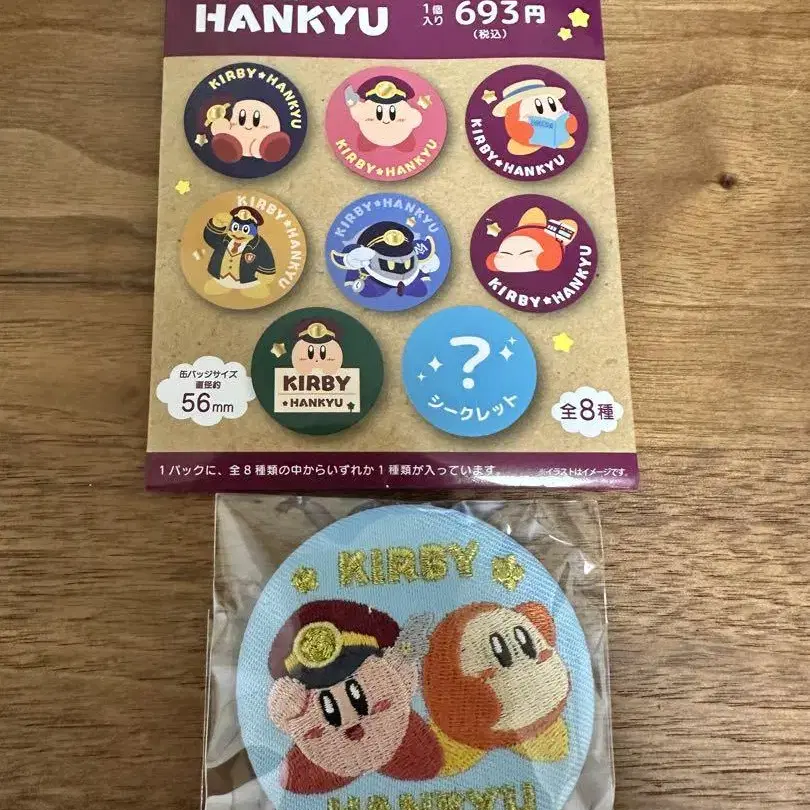 HANKYU
1個入り 693円
(税込)
KIRBY★HANKYU
KIRBY★HANKYU
KIRBY★HANKYU
KIRBY★HANKYU
KIRBY★HANKYU
KIRBY★HANKYU
KIRBY
★HANKYU
?
シークレット
缶バッジサイズ
直径約
56mm
全8種
1パックに、全8種類の中からいずれか1種類が入っています。
※イラストはイメージです。
KIRBY
HANKYU